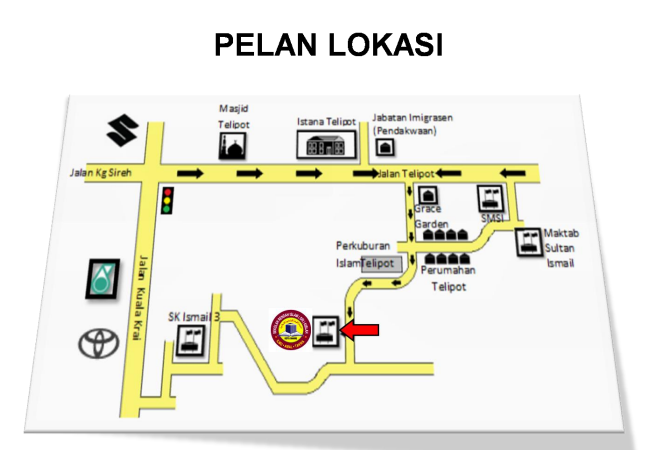 PELAN LOKASI
Masjid
Telipot
Istana Telipot
Jabatan Imigrasen
(Pendakwaan)
Jalan Kg Sireh
Jalan Telipot
Grace
Garden
SMSI
Maktab
Sultan
Ismail
Perkuburan
Islam Telipot
Perumahan
Telipot
Jalan Kuala Krai
SK Ismail 3